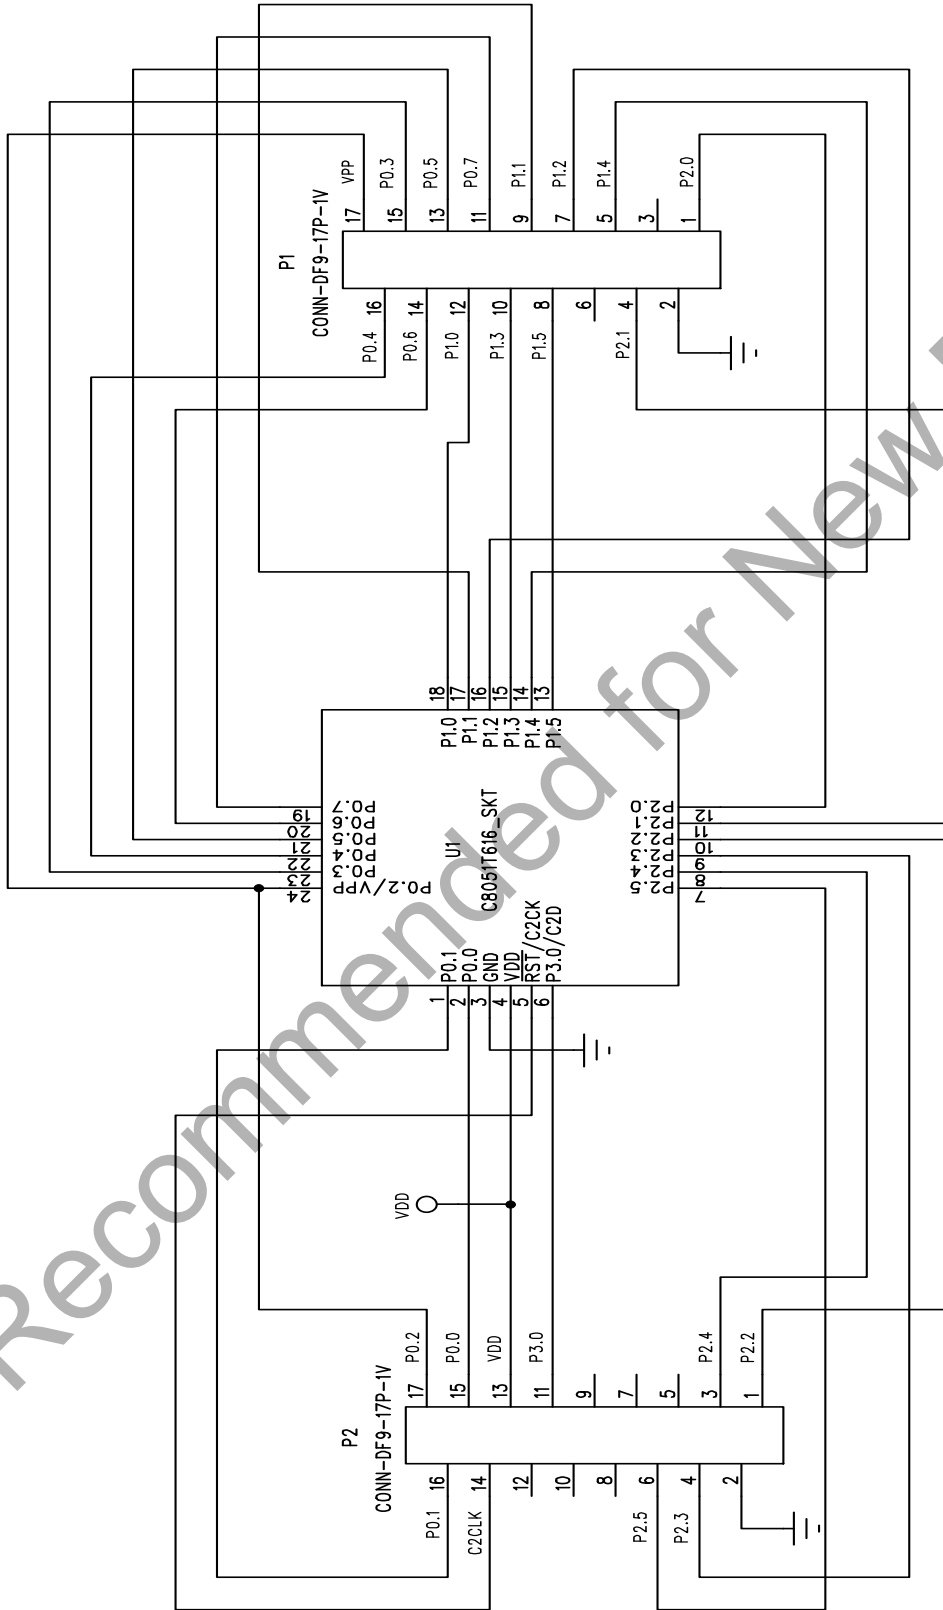 P1
CONN-DF9-17P-1V
VPP
P0.3
P0.5
P0.7
P1.1
P1.2
P1.4
P2.0
17
15
13
11
9
7
5
3
1
16
14
12
10
8
6
4
2
P0.4
P0.6
P1.0
P1.3
P1.5
P2.1
18
17
16
15
14
13
P1.0
P1.1
P1.2
P1.3
P1.4
P1.5
U1
C8051T616_SKT
P0.7
P0.6
P0.5
P0.4
P0.3
P0.2/VPP
19
20
21
22
23
24
P2.0
P2.1
P2.2
P2.3
P2.4
P2.5
12
11
10
9
8
7
P0.1
P0.0
GND
VDD
RST/C2CK
P3.0/C2D
1
2
3
4
5
6
VDD
P2
CONN-DF9-17P-1V
P0.2
P0.0
VDD
P3.0
P2.4
P2.2
17
15
13
11
9
7
5
3
1
16
14
12
10
8
6
4
2
P0.1
C2CLK
P2.5
P2.3
Recommended for New